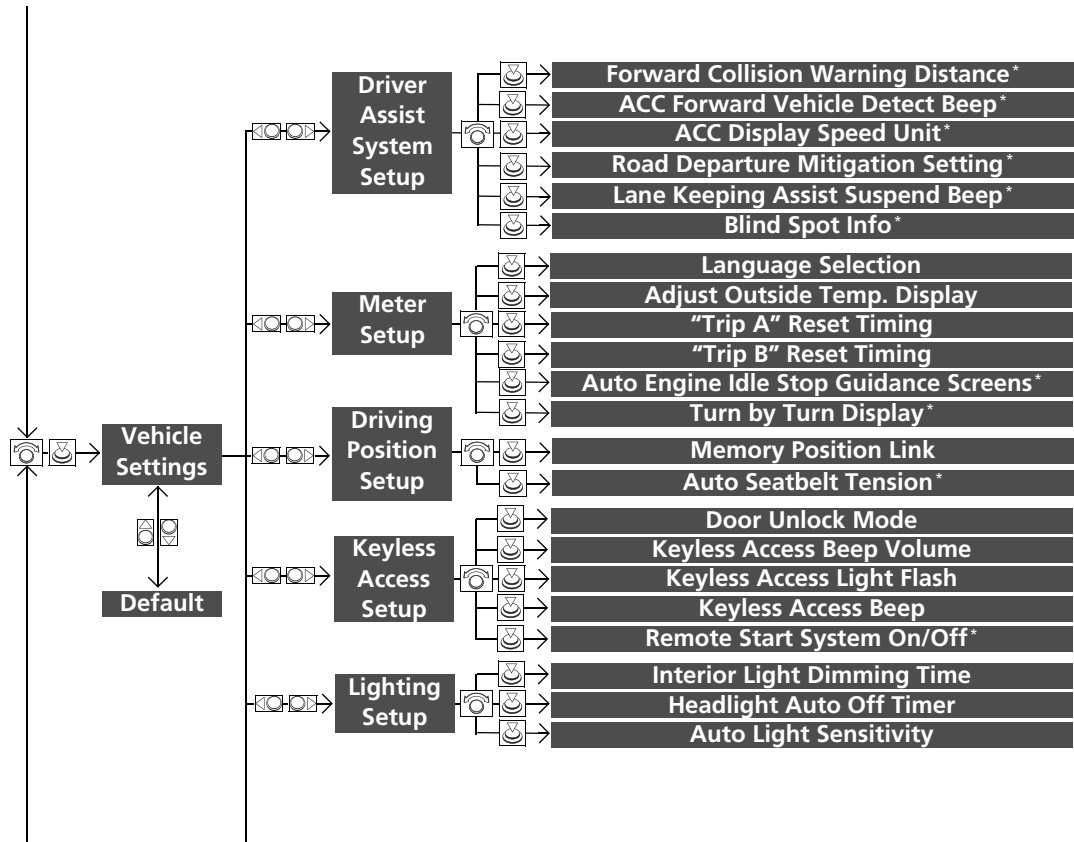 Driver
Assist
System
Setup
Forward Collision Warning Distance*
ACC Forward Vehicle Detect Beep*
ACC Display Speed Unit*
Road Departure Mitigation Setting*
Lane Keeping Assist Suspend Beep*
Blind Spot Info*
Meter
Setup
Language Selection
Adjust Outside Temp. Display
“Trip A” Reset Timing
“Trip B” Reset Timing
Auto Engine Idle Stop Guidance Screens*
Turn by Turn Display*
Vehicle
Settings
Default
Driving
Position
Setup
Memory Position Link
Auto Seatbelt Tension*
Keyless
Access
Setup
Door Unlock Mode
Keyless Access Beep Volume
Keyless Access Light Flash
Keyless Access Beep
Remote Start System On/Off*
Lighting
Setup
Interior Light Dimming Time
Headlight Auto Off Timer
Auto Light Sensitivity